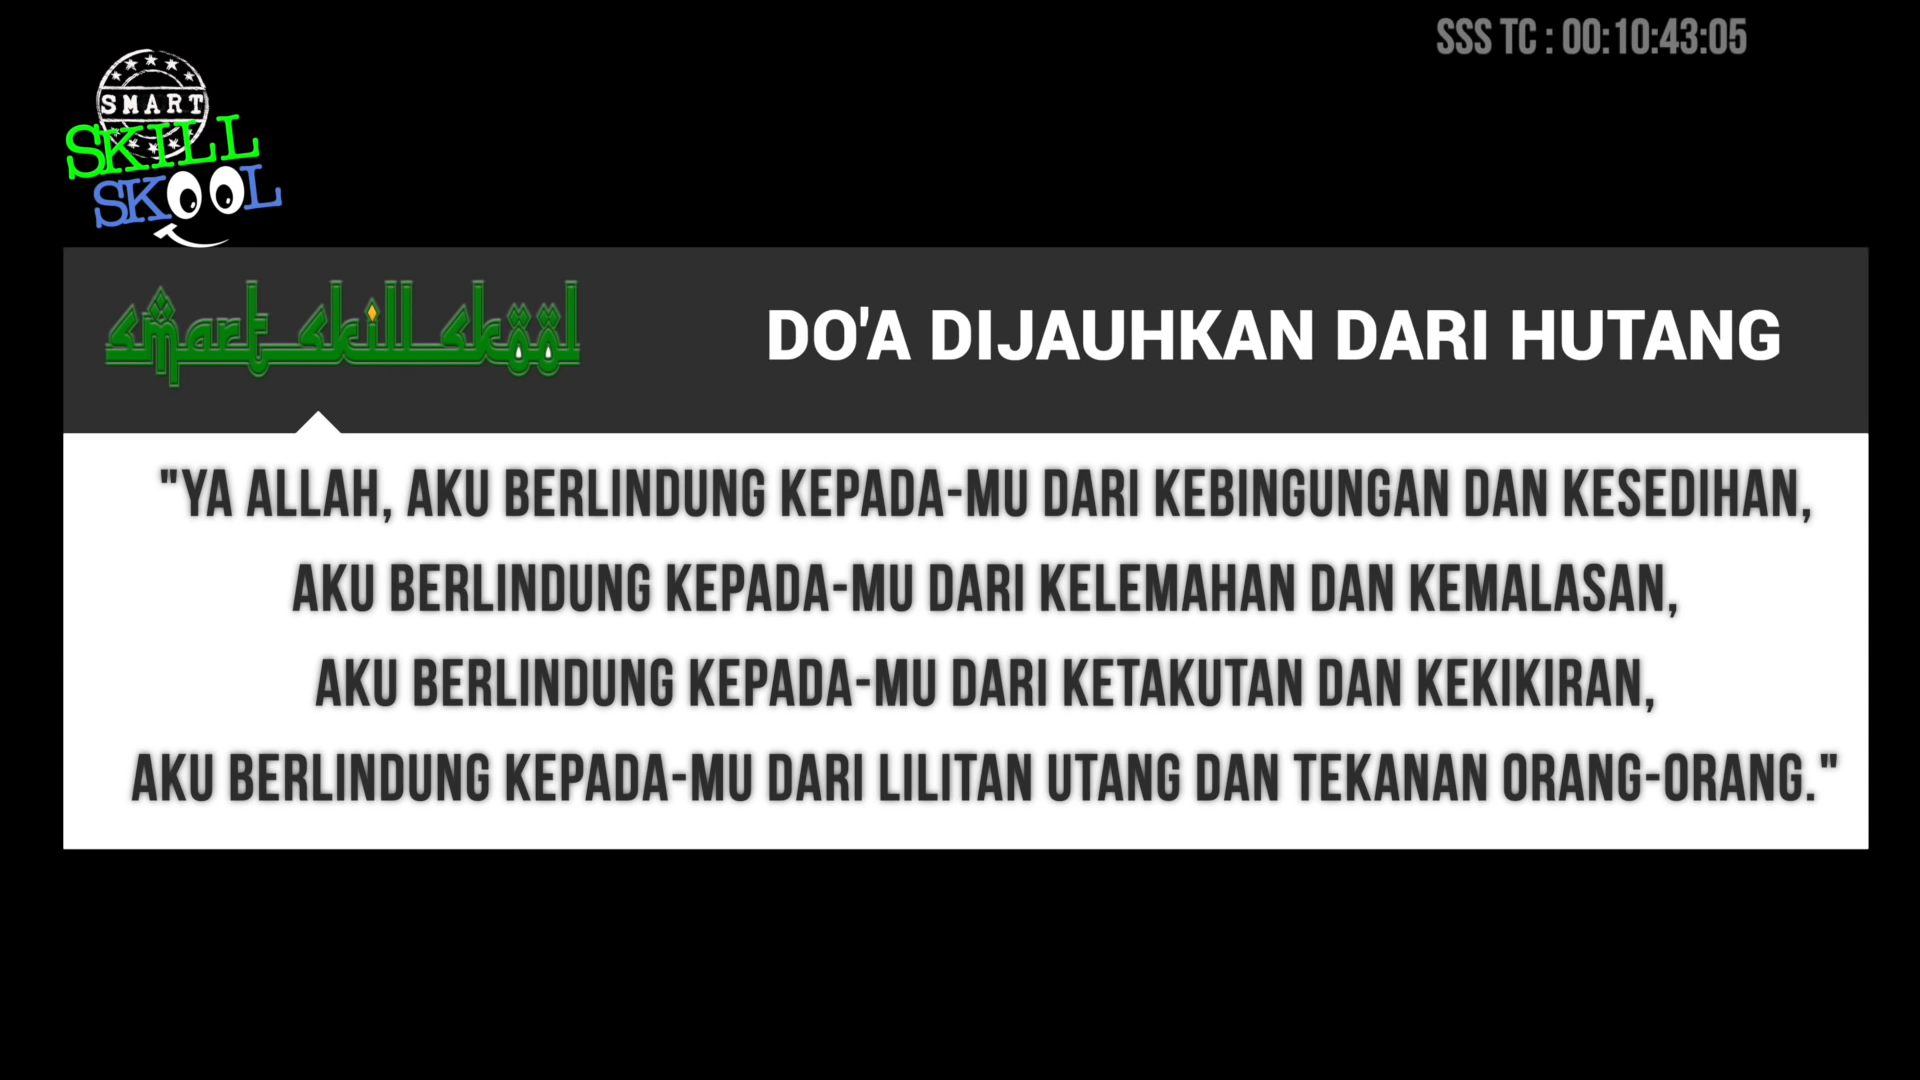 SSS TC : 00:10:43:05
SMART
SKILL
SKOOL
smart skill skool
DO'A DIJAUHKAN DARI HUTANG
"YA ALLAH, AKU BERLINDUNG KEPADA-MU DARI KEBINGUNGAN DAN KESEDIHAN,
AKU BERLINDUNG KEPADA-MU DARI KELEMAHAN DAN KEMALASAN,
AKU BERLINDUNG KEPADA-MU DARI KETAKUTAN DAN KEKIKIRAN,
AKU BERLINDUNG KEPADA-MU DARI LILITAN UTANG DAN TEKANAN ORANG-ORANG."